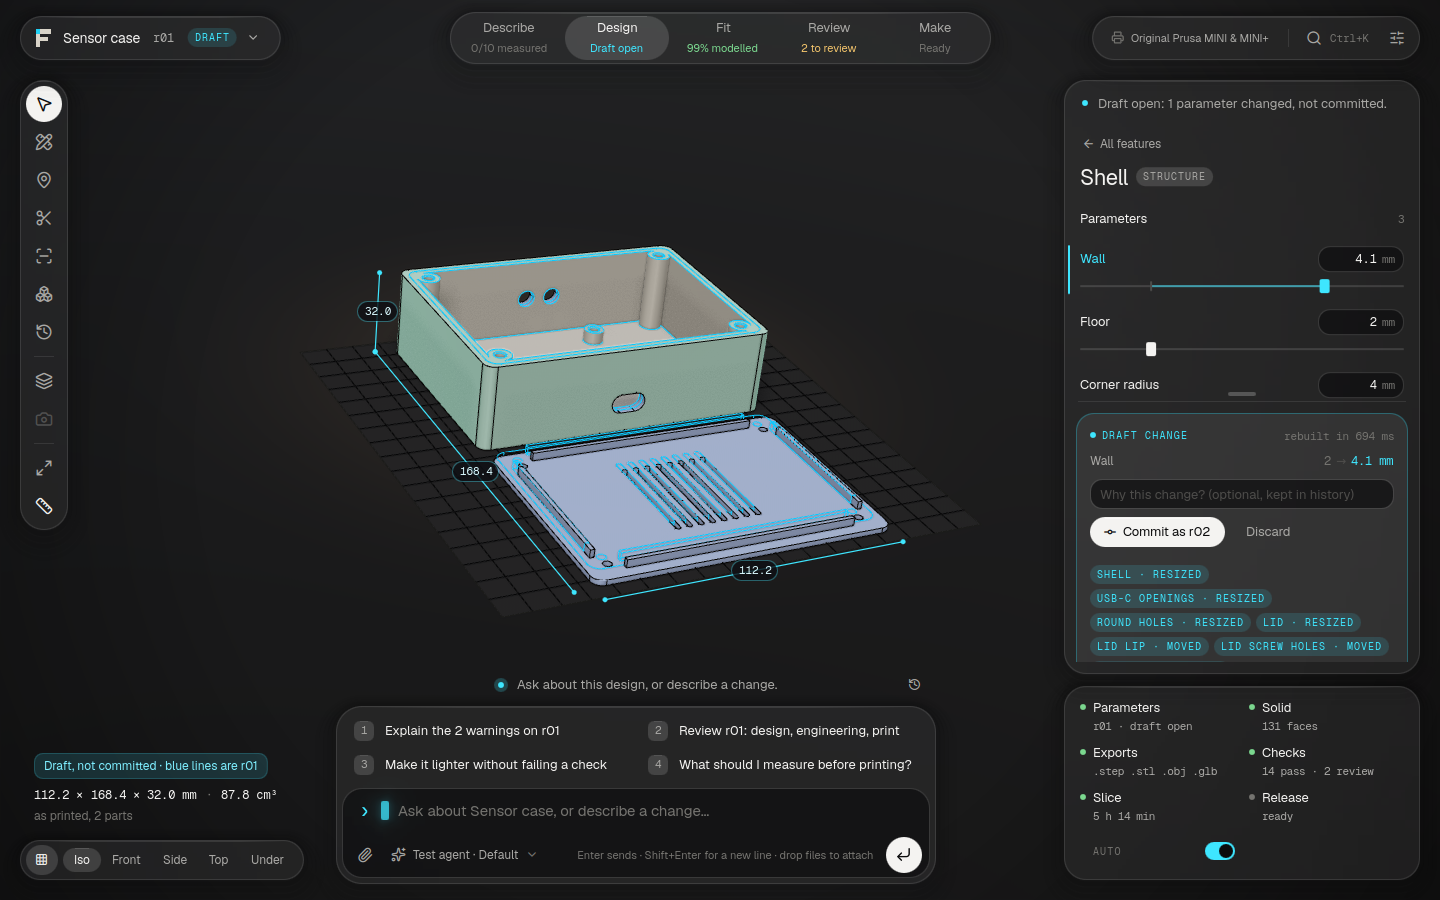 Sensor case r01 DRAFT
Describe
0/10 measured
Design
Draft open
Fit
99% modelled
Review
2 to review
Make
Ready
Original Prusa MINI & MINI+
Ctrl+K
Draft open: 1 parameter changed, not committed.
All features
Shell STRUCTURE
Parameters 3
Wall 4.1 mm
Floor 2 mm
Corner radius 4 mm
DRAFT CHANGE rebuilt in 694 ms
Wall 2 → 4.1 mm
Why this change? (optional, kept in history)
Commit as r02 Discard
SHELL · RESIZED
USB-C OPENINGS · RESIZED
ROUND HOLES · RESIZED LID · RESIZED
LID LIP · MOVED LID SCREW HOLES · MOVED
32.0
168.4
112.2
Ask about this design, or describe a change.
1 Explain the 2 warnings on r01
2 Review r01: design, engineering, print
3 Make it lighter without failing a check
4 What should I measure before printing?
Ask about Sensor case, or describe a change...
Test agent · Default
Enter sends · Shift+Enter for a new line · drop files to attach
Draft, not committed · blue lines are r01
112.2 × 168.4 × 32.0 mm · 87.8 cm³
as printed, 2 parts
Iso Front Side Top Under
Parameters
r01 · draft open
Solid
131 faces
Exports
.step .stl .obj .glb
Checks
14 pass · 2 review
Slice
5 h 14 min
Release
ready
AUTO